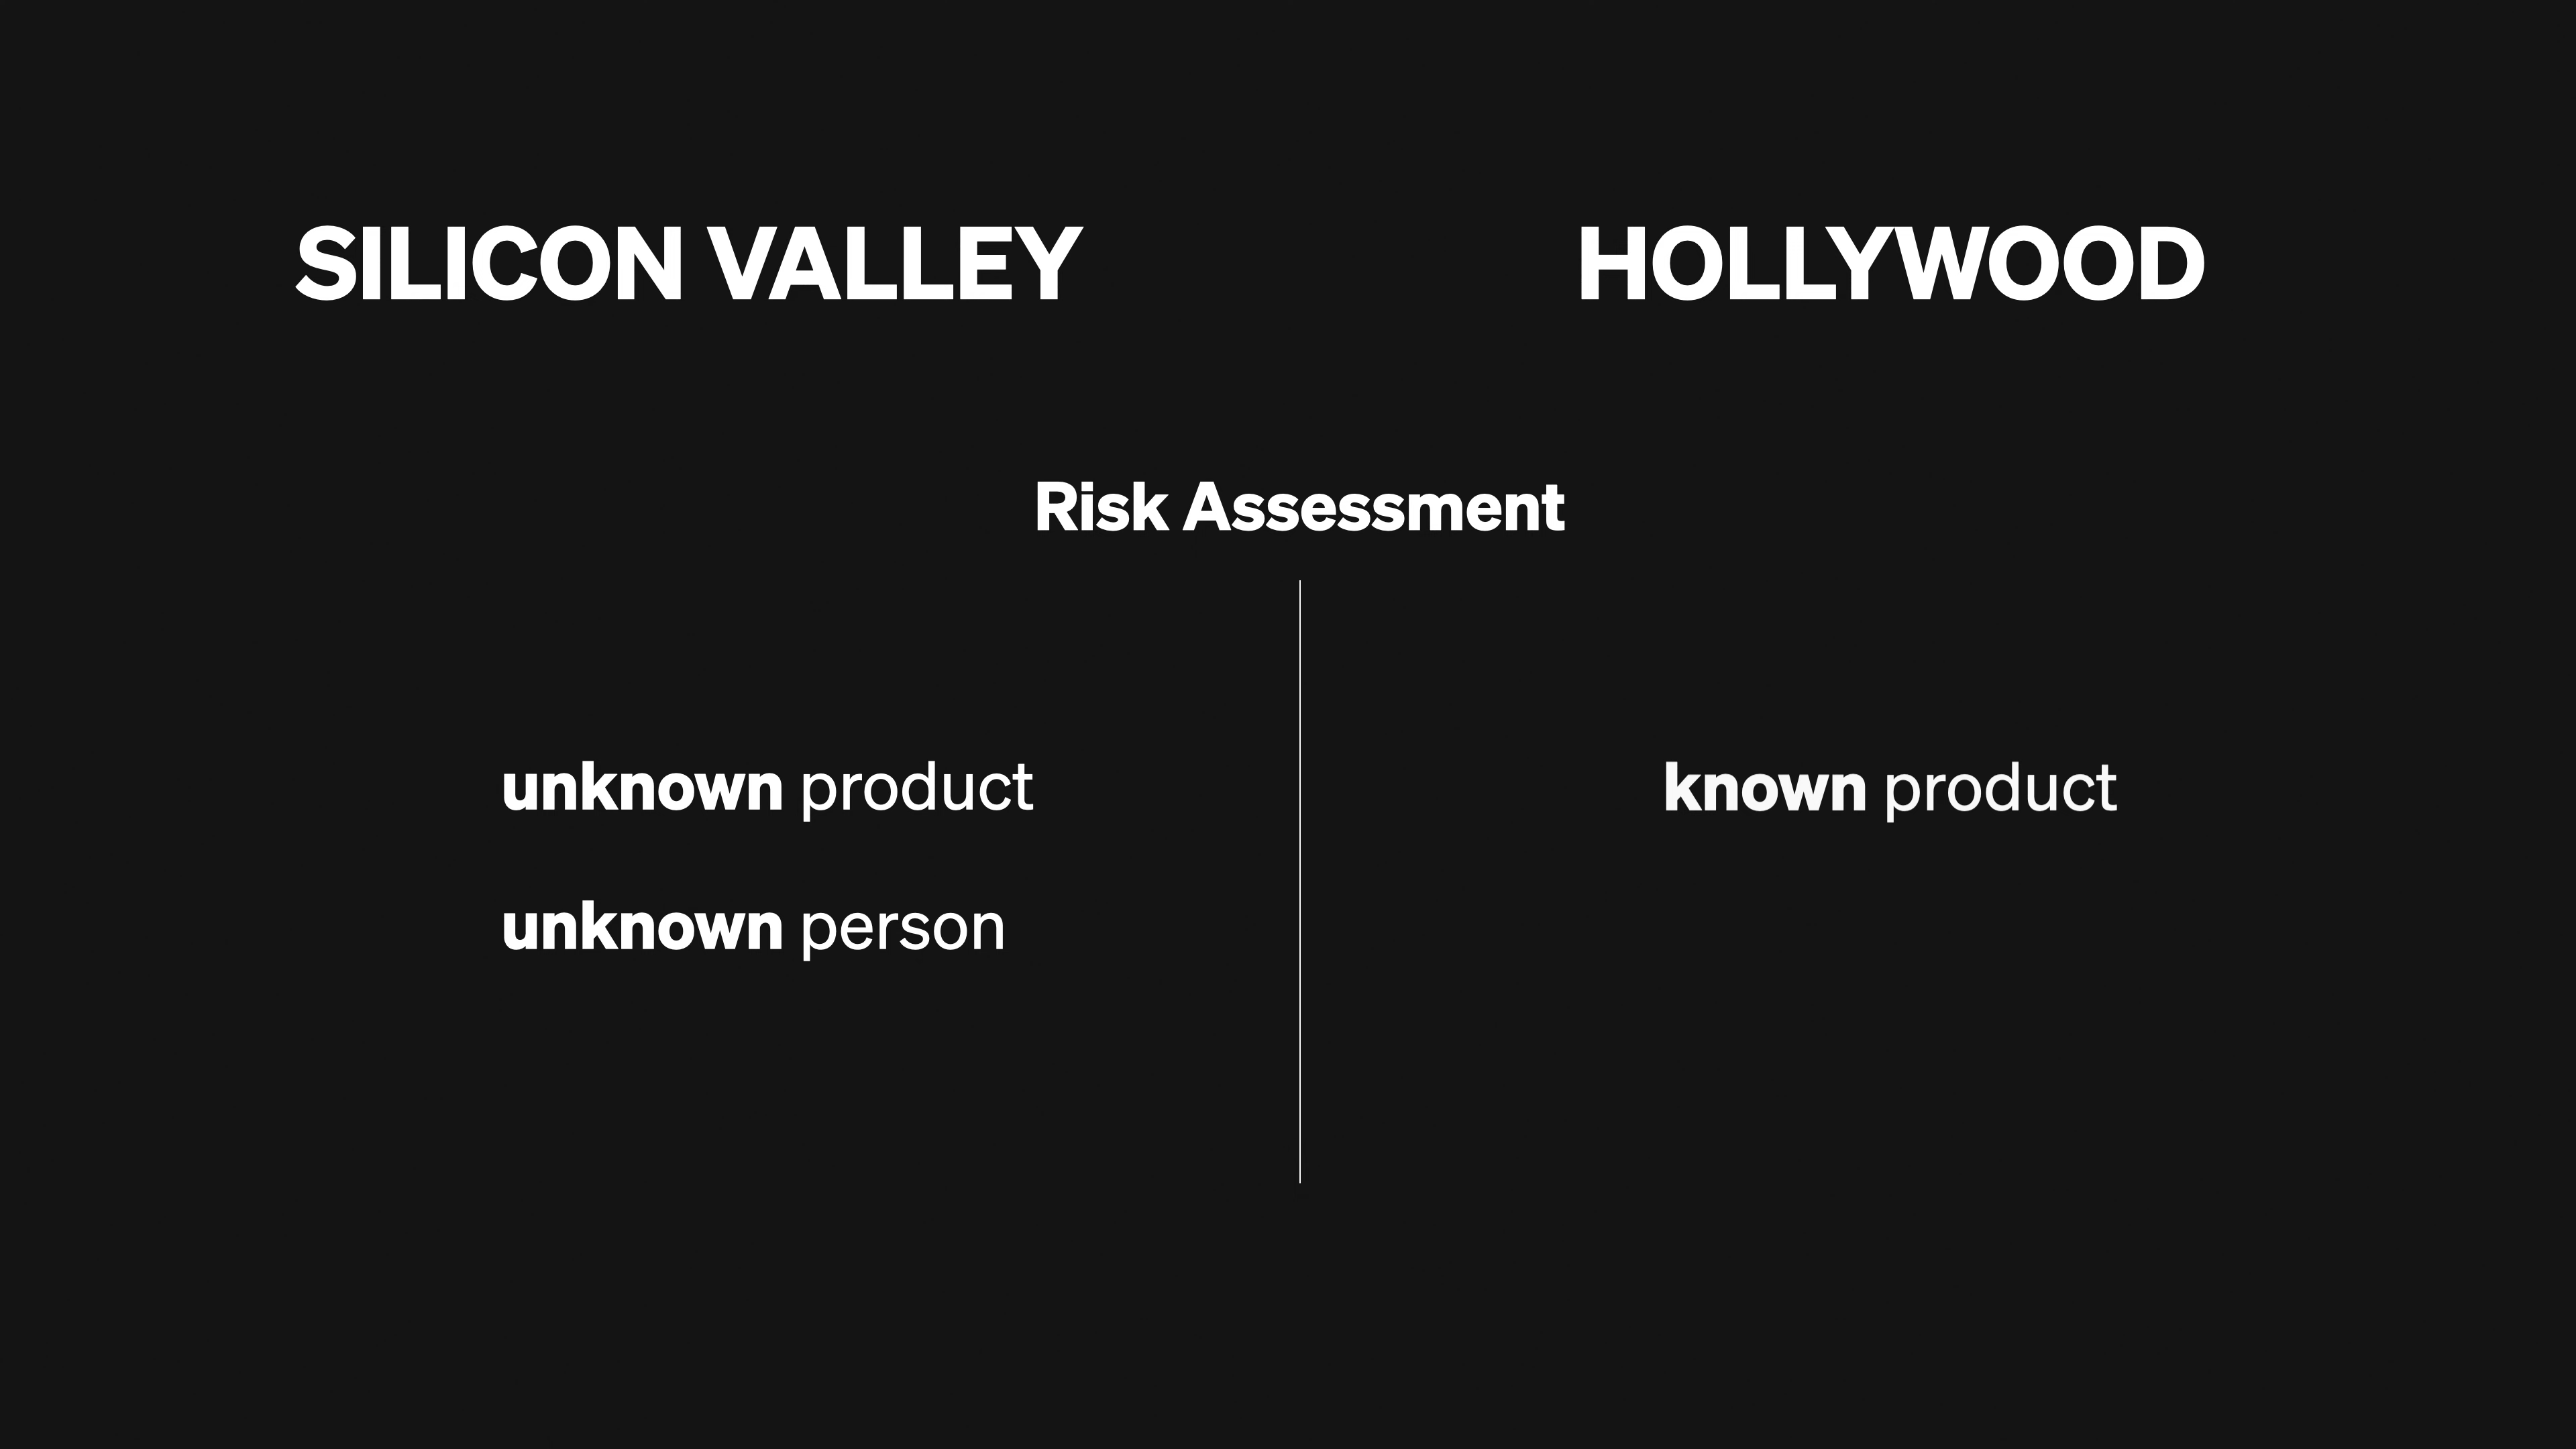 SILICON VALLEY
HOLLYWOOD
Risk Assessment
unknown product
unknown person
known product